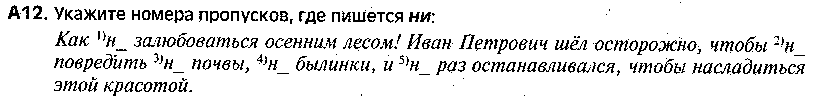 А12. Укажите номера пропусков, где пишется ни:
Как ¹⁾н_ залюбоваться осенним лесом! Иван Петрович шёл осторожно, чтобы ²⁾н_
повредить ³⁾н_ почвы, ⁴⁾н_ былинки, и ⁵⁾н_ раз останавливался, чтобы насладиться
этой красотой.